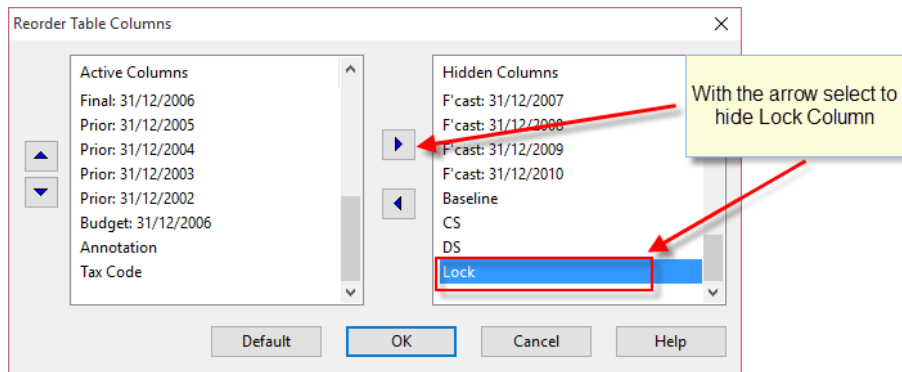 Reorder Table Columns
Active Columns
Final: 31/12/2006
Prior: 31/12/2005
Prior: 31/12/2004
Prior: 31/12/2003
Prior: 31/12/2002
Budget: 31/12/2006
Annotation
Tax Code
Hidden Columns
F'cast: 31/12/2007
F'cast: 31/12/2008
F'cast: 31/12/2009
F'cast: 31/12/2010
Baseline
CS
DS
Lock
With the arrow select to
hide Lock Column
Default
OK
Cancel
Help